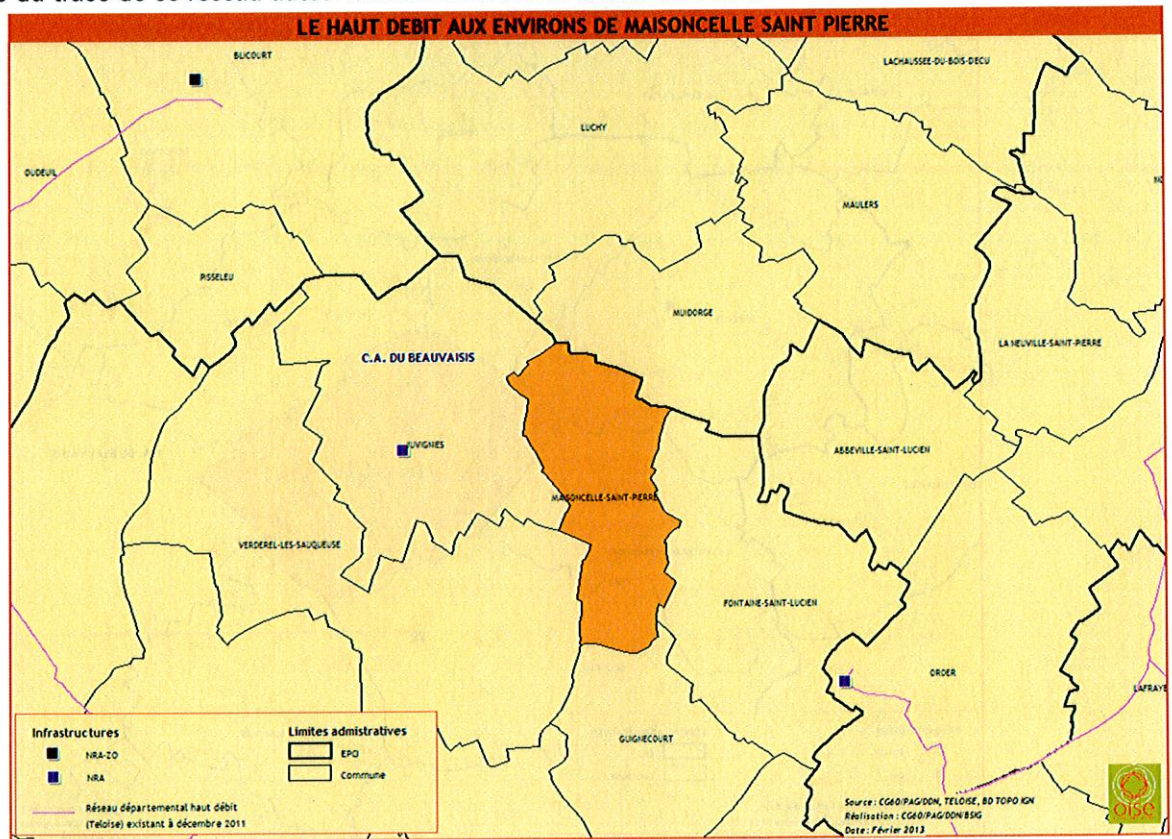 LE HAUT DEBIT AUX ENVIRONS DE MAISONCELLE SAINT PIERRE
BLICOURT
LACHAUSSEE-DU-BOIS-DECU
LUCHY
OUDEUIL
MAULERS
PISSELEU
MUIDORGE
LA NEUVILLE-SAINT-PIERRE
C.A. DU BEAUVAISIS
JUVIGNIES
ABBEVILLE-SAINT-LUCIEN
MAISONCELLE-SAINT-PIERRE
VERDEREL-LES-SAUQUEUSE
FONTAINE-SAINT-LUCIEN
OROER
LAFRAYE
GUIGNECOURT
Infrastructures
NRA-ZO
NRA
Réseau départemental haut débit
(Teloise) existant à décembre 2011
Limites admistratives
EPCI
Commune
Source : CG60/PAG/DDN, TELOISE, BD TOPO IGN
Réalisation : CG60/PAG/DDN/BSIG
Date : Février 2013
oise